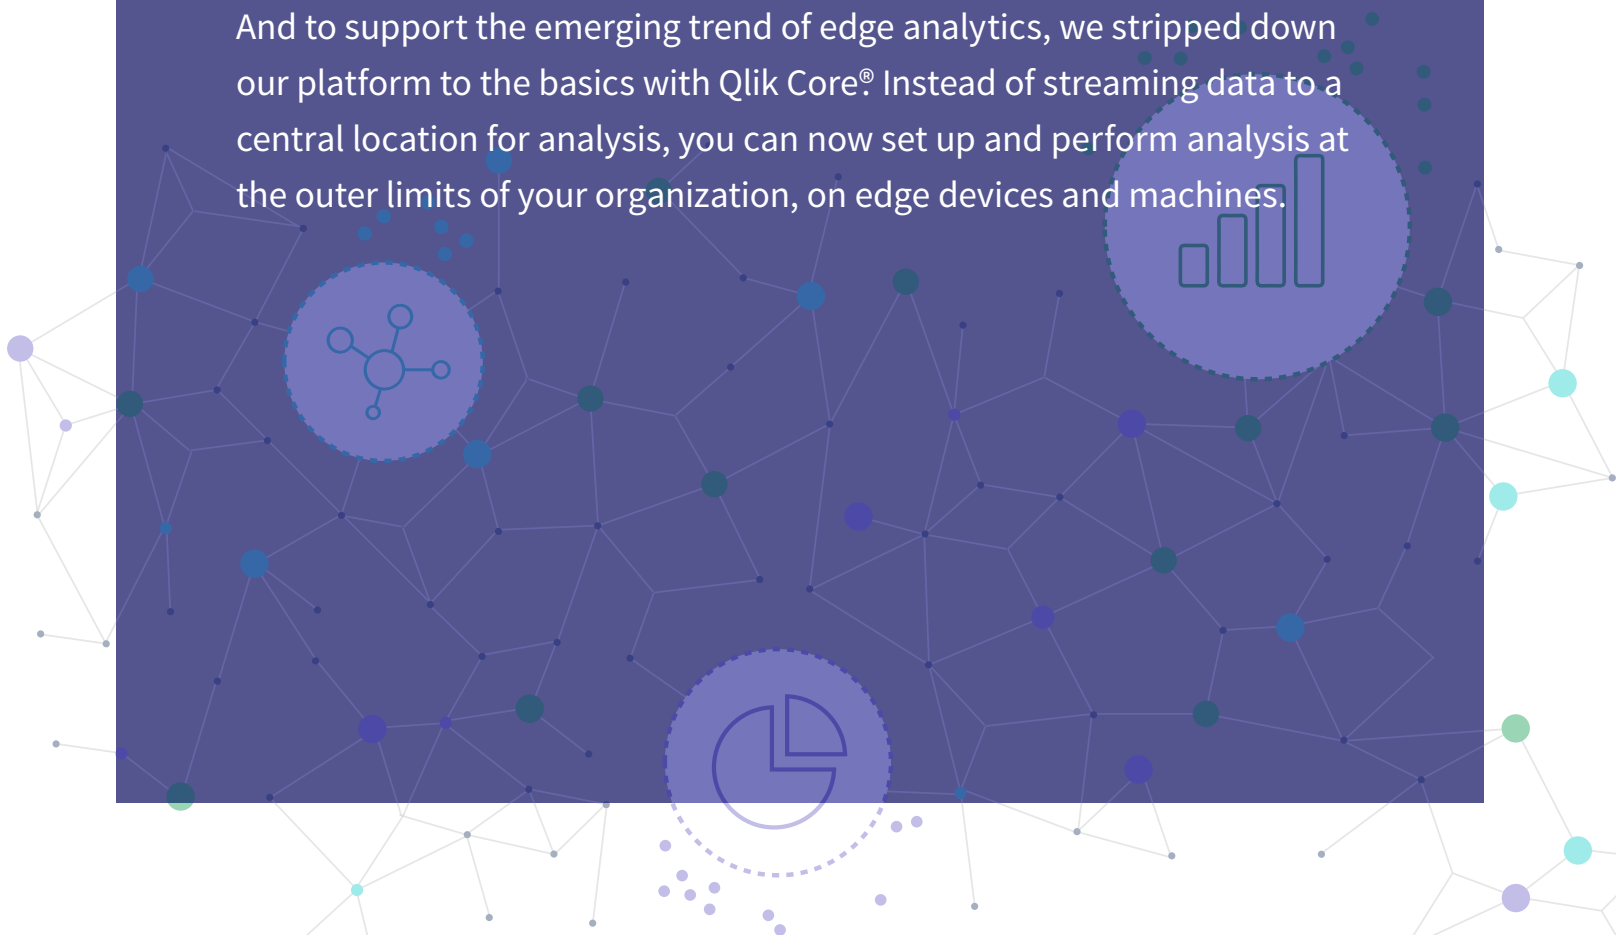 And to support the emerging trend of edge analytics, we stripped down
our platform to the basics with Qlik Core®. Instead of streaming data to a
central location for analysis, you can now set up and perform analysis at
the outer limits of your organization, on edge devices and machines.